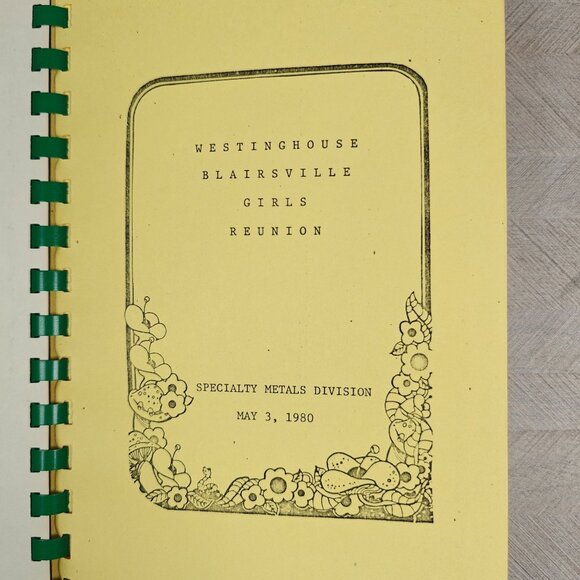 WESTINGHOUSE
BLAIRSVILLE
GIRLS
REUNION
SPECIALTY METALS DIVISION
MAY 3, 1980